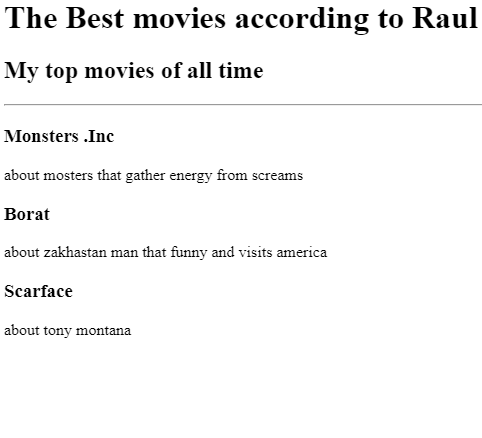 The Best movies according to Raul
My top movies of all time
Monsters .Inc
about mosters that gather energy from screams
Borat
about zakhastan man that funny and visits america
Scarface
about tony montana